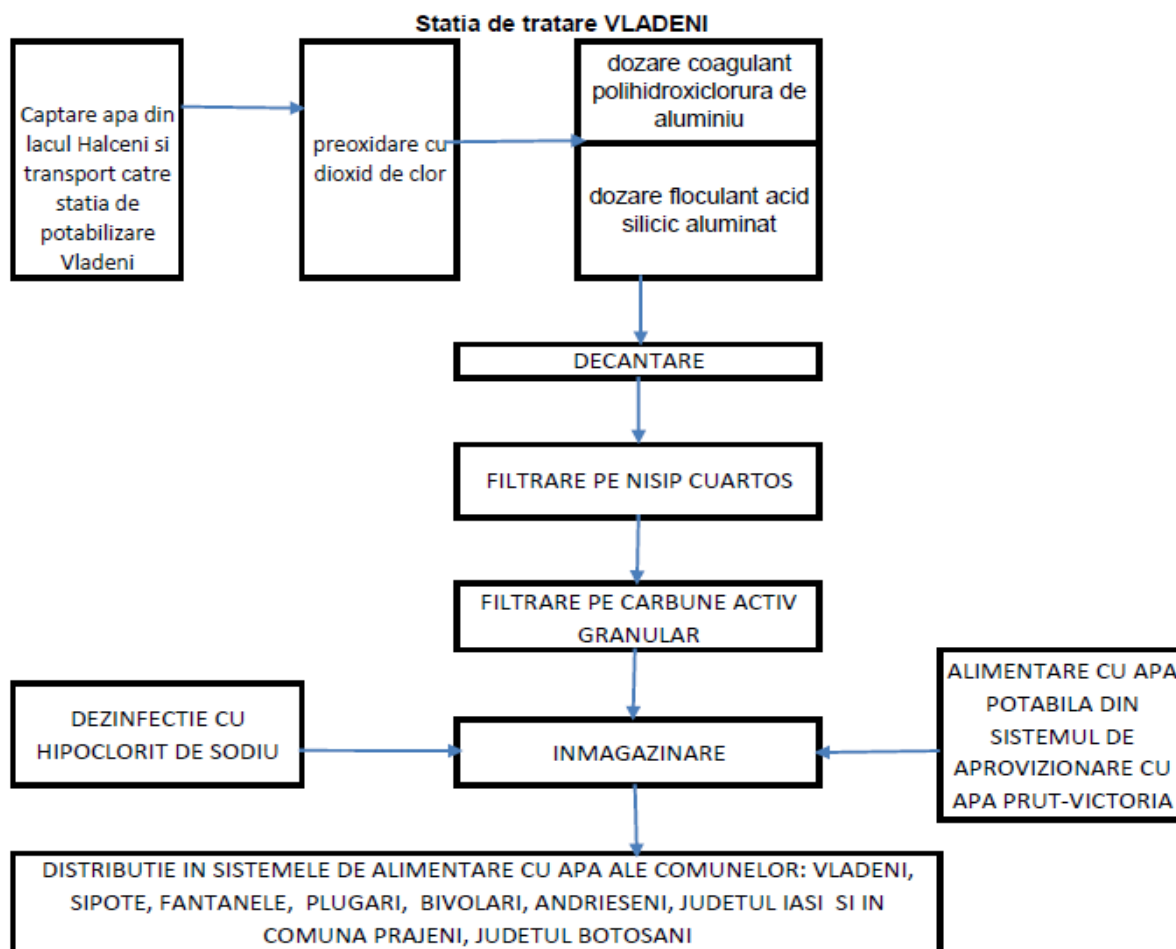 Statia de tratare VLADENI
Captare apa din
lacul Halceni si
transport catre
statia de
potabilizare
Vladeni
preoxidare cu
dioxid de clor
dozare coagulant
polihidroxiclorura de
aluminiu
dozare floculant acid
silicic aluminat
DECANTARE
FILTRARE PE NISIP CUARTOS
FILTRARE PE CARBUNE ACTIV
GRANULAR
DEZINFECTIE CU
HIPOCLORIT DE SODIU
INMAGAZINARE
ALIMENTARE CU APA
POTABILA DIN
SISTEMUL DE
APROVIZIONARE CU
APA PRUT-VICTORIA
DISTRIBUTIE IN SISTEMELE DE ALIMENTARE CU APA ALE COMUNELOR: VLADENI,
SIPOTE, FANTANELE, PLUGARI, BIVOLARI, ANDRIESENI, JUDETUL IASI SI IN
COMUNA PRAJENI, JUDETUL BOTOSANI